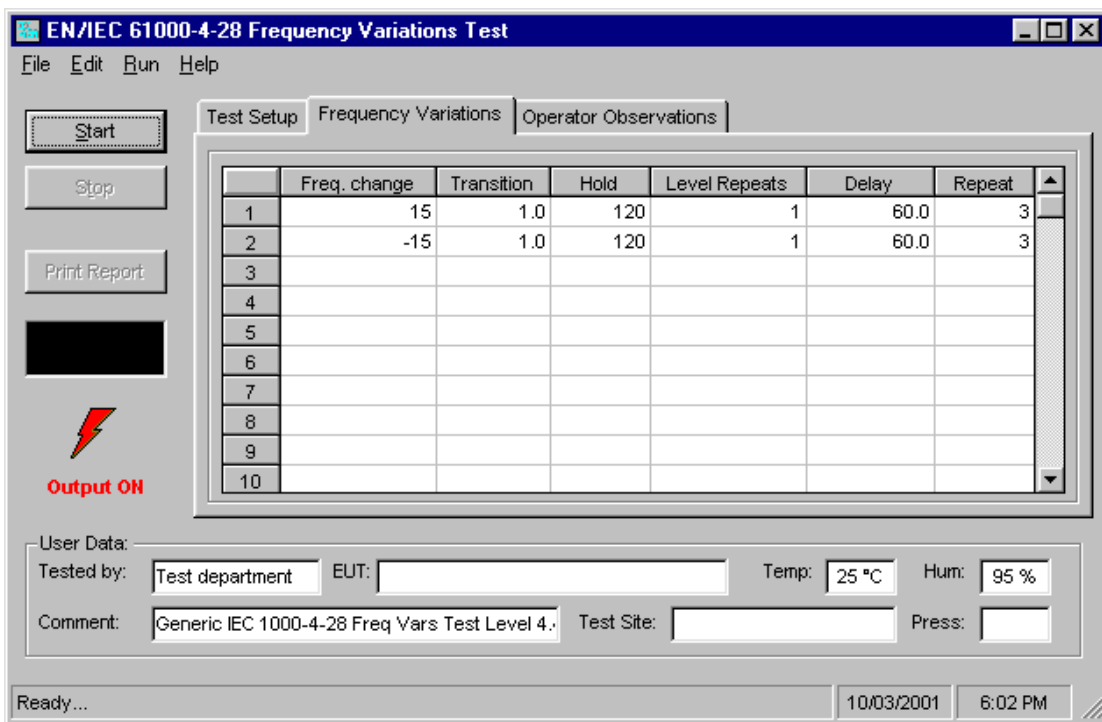 EN/IEC 61000-4-28 Frequency Variations Test
File Edit Run Help
Start
Stop
Print Report
Output ON
Test Setup Frequency Variations Operator Observations
Freq. change Transition Hold Level Repeats Delay Repeat
1 15 1.0 120 1 60.0 3
2 -15 1.0 120 1 60.0 3
3
4
5
6
7
8
9
10
User Data:
Tested by: Test department EUT: Temp: 25 °C Hum: 95 %
Comment: Generic IEC 1000-4-28 Freq Vars Test Level 4. Test Site: Press:
Ready... 10/03/2001 6:02 PM